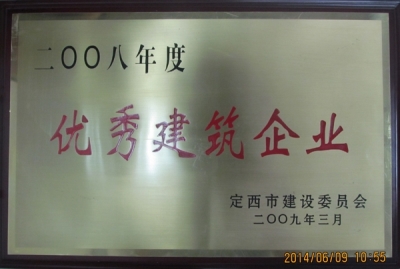 二〇〇八年度
优秀建筑企业
定西市建设委员会
二〇〇九年三月
2014/06/09 10:55